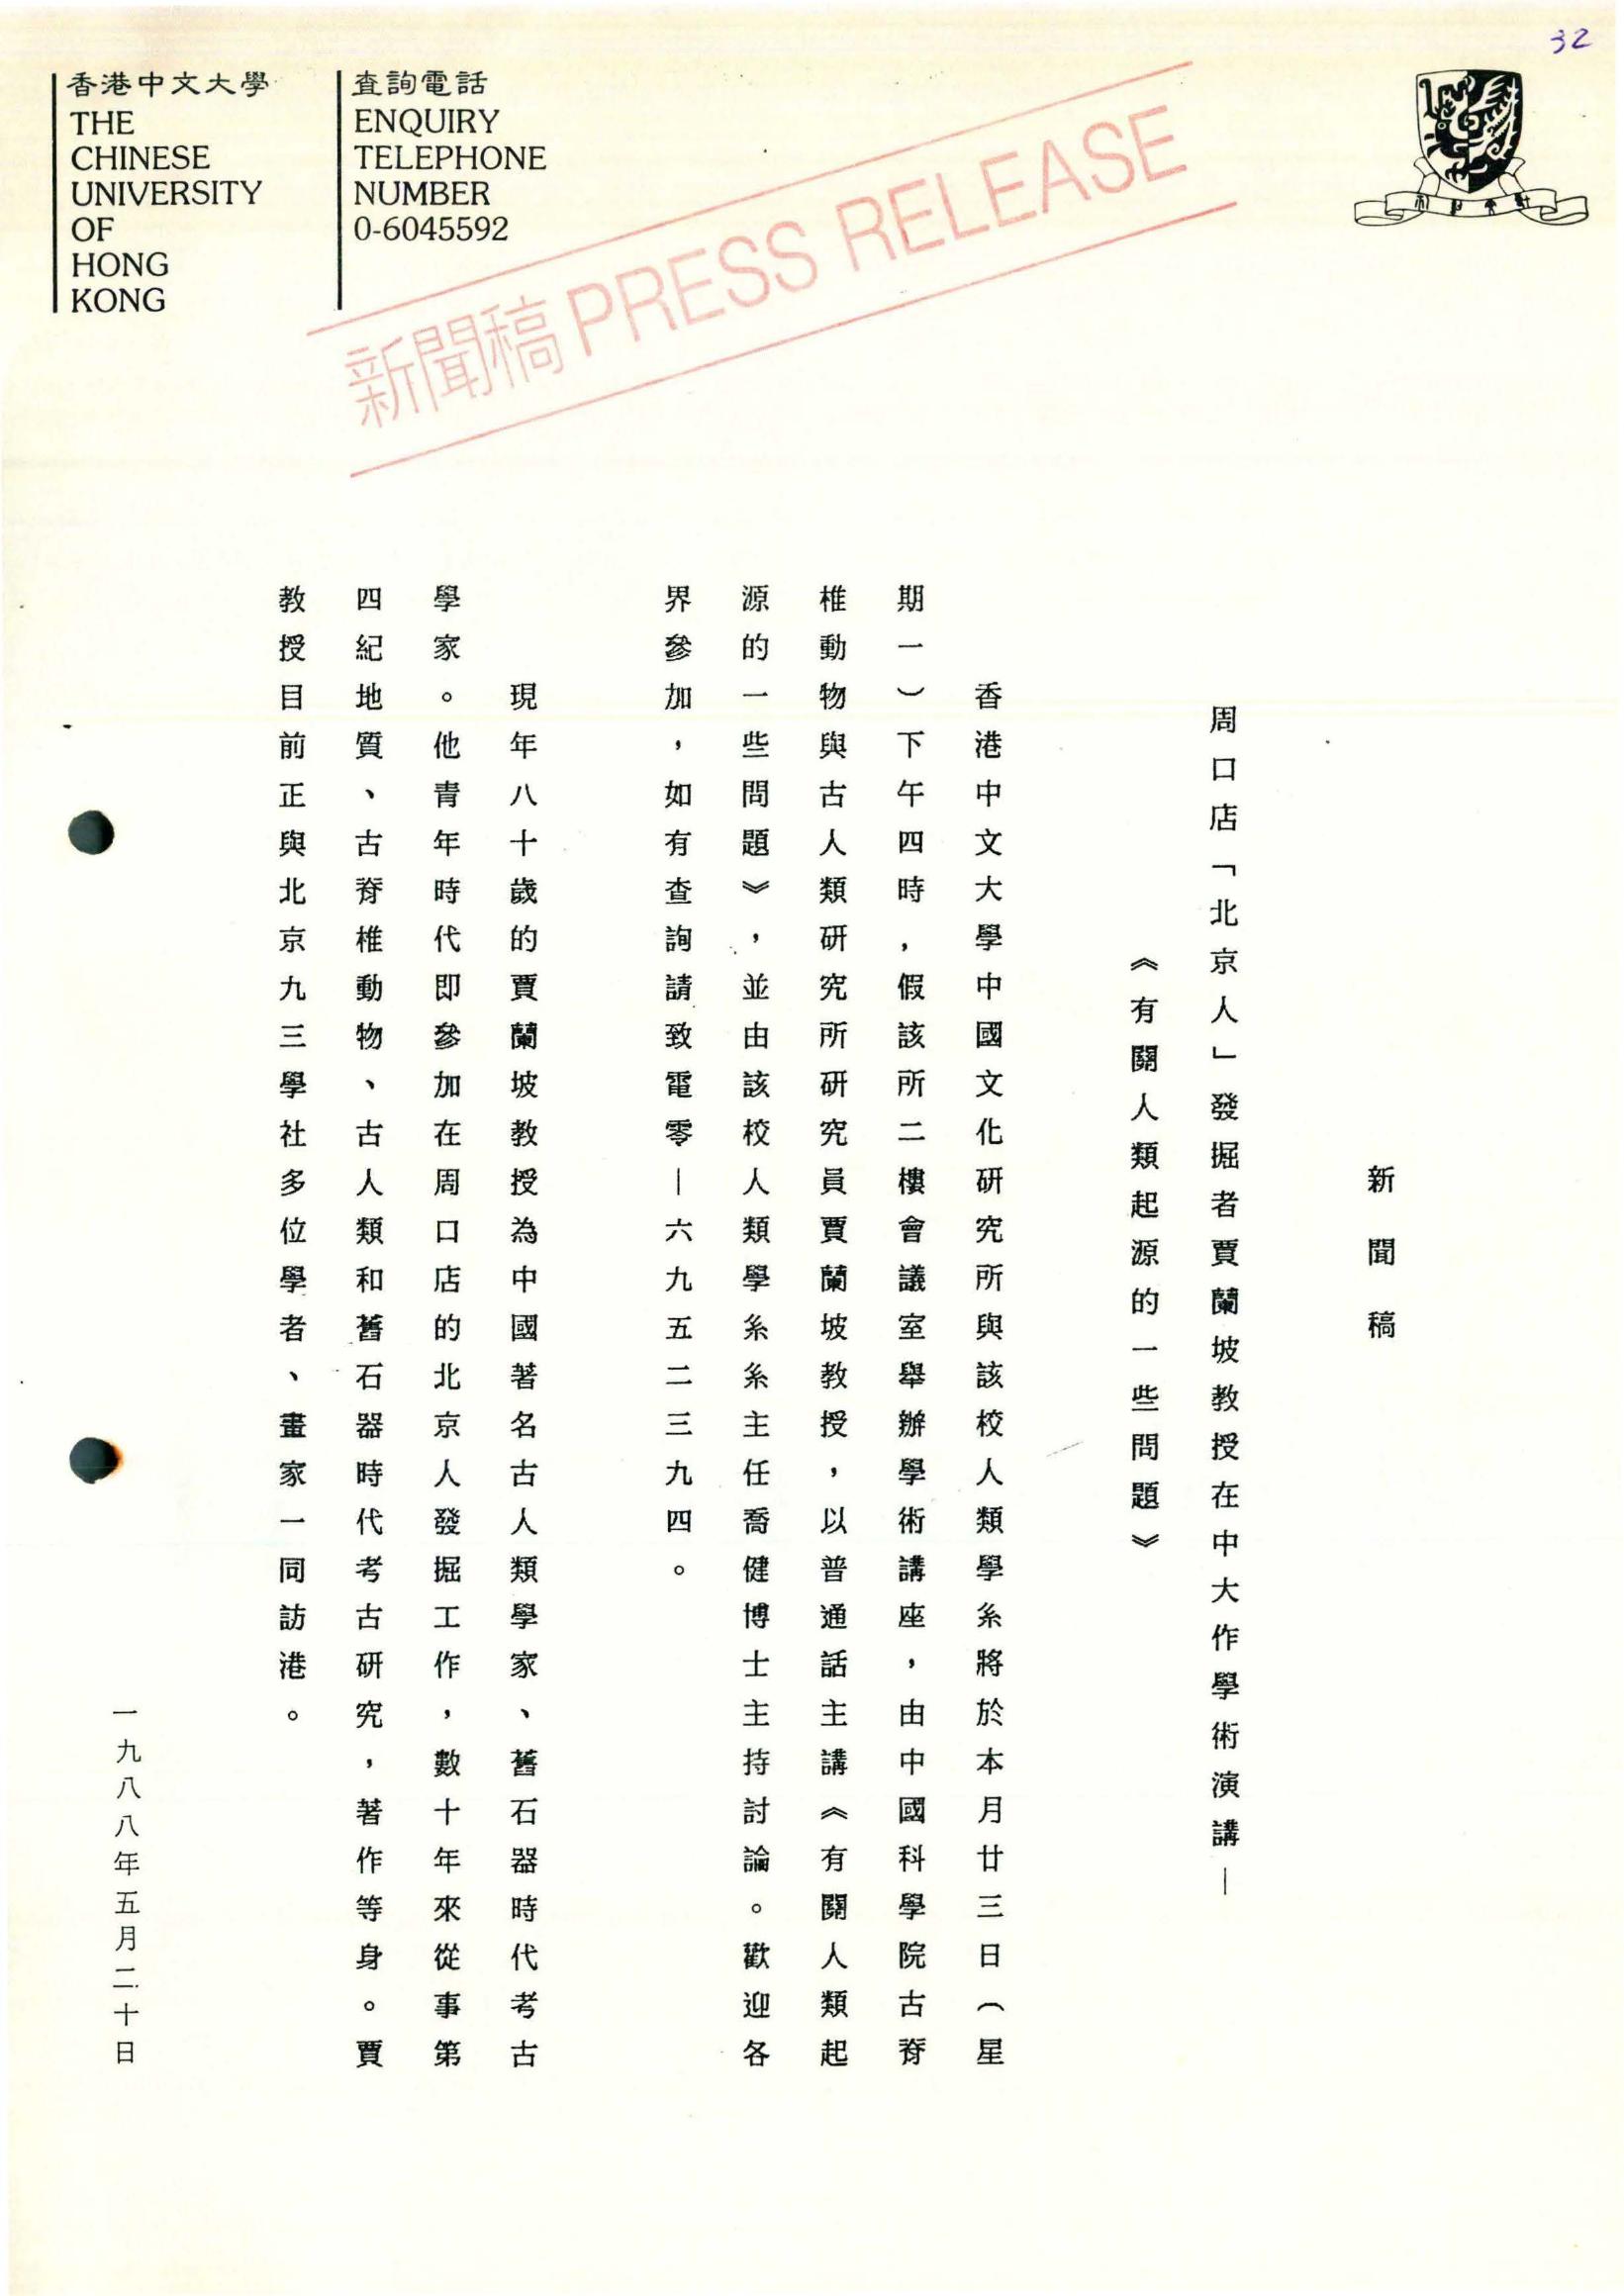 32
香港中文大學
THE
CHINESE
UNIVERSITY
OF
HONG
KONG
查詢電話
ENQUIRY
TELEPHONE
NUMBER
0-6045592
新聞稿 PRESS RELEASE
新聞稿
周口店「北京人」發掘者賈蘭坡教授在中大作學術演講—
《有關人類起源的一些問題》
香港中文大學中國文化研究所與該校人類學系將於本月廿三日（星
期一）下午四時，假該所二樓會議室舉辦學術講座，由中國科學院古脊
椎動物與古人類研究所研究員賈蘭坡教授，以普通話主講《有關人類起
源的一些問題》，並由該校人類學系系主任喬健博士主持討論。歡迎各
界參加，如有查詢請致電零—六九五二三九四。
現年八十歲的賈蘭坡教授為中國著名古人類學家、舊石器時代考古
學家。他青年時代即參加在周口店的北京人發掘工作，數十年來從事第
四紀地質、古脊椎動物、古人類和舊石器時代考古研究，著作等身。賈
教授目前正與北京九三學社多位學者、畫家一同訪港。
一九八八年五月二十日